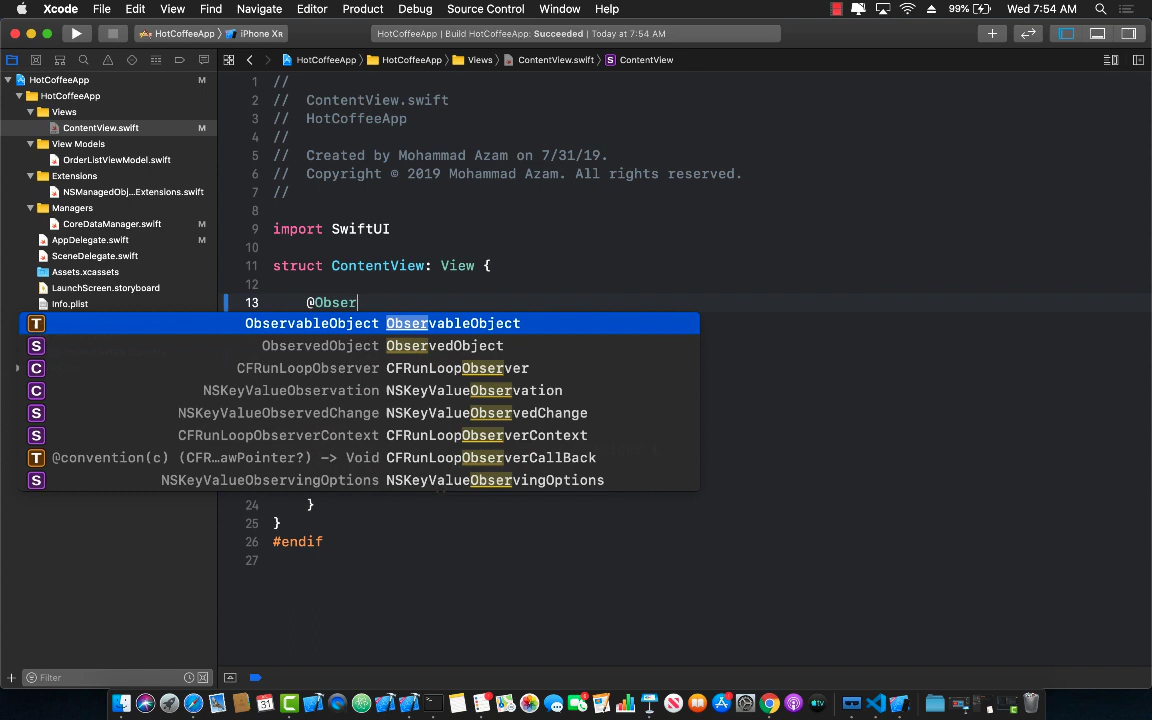 Xcode File Edit View Find Navigate Editor Product Debug Source Control Window Help 99% Wed 7:54 AM
HotCoffeeApp iPhone Xʀ HotCoffeeApp | Build HotCoffeeApp: Succeeded | Today at 7:54 AM
HotCoffeeApp HotCoffeeApp Views ContentView.swift S ContentView
HotCoffeeApp M
HotCoffeeApp
Views
ContentView.swift M
View Models
OrderListViewModel.swift
Extensions
NSManagedObj...Extensions.swift
Managers
CoreDataManager.swift M
AppDelegate.swift M
SceneDelegate.swift
Assets.xcassets
LaunchScreen.storyboard
Info.plist
1 //
2 // ContentView.swift
3 // HotCoffeeApp
4 //
5 // Created by Mohammad Azam on 7/31/19.
6 // Copyright © 2019 Mohammad Azam. All rights reserved.
7 //
8
9 import SwiftUI
10
11 struct ContentView: View {
12
13 @Obser
T ObservableObject ObservableObject
S ObservedObject ObservedObject
C CFRunLoopObserver CFRunLoopObserver
C NSKeyValueObservation NSKeyValueObservation
S NSKeyValueObservedChange NSKeyValueObservedChange
S CFRunLoopObserverContext CFRunLoopObserverContext
T @convention(c) (CFR...awPointer?) -> Void CFRunLoopObserverCallBack
S NSKeyValueObservingOptions NSKeyValueObservingOptions
24 }
25 }
26 #endif
27
Filter